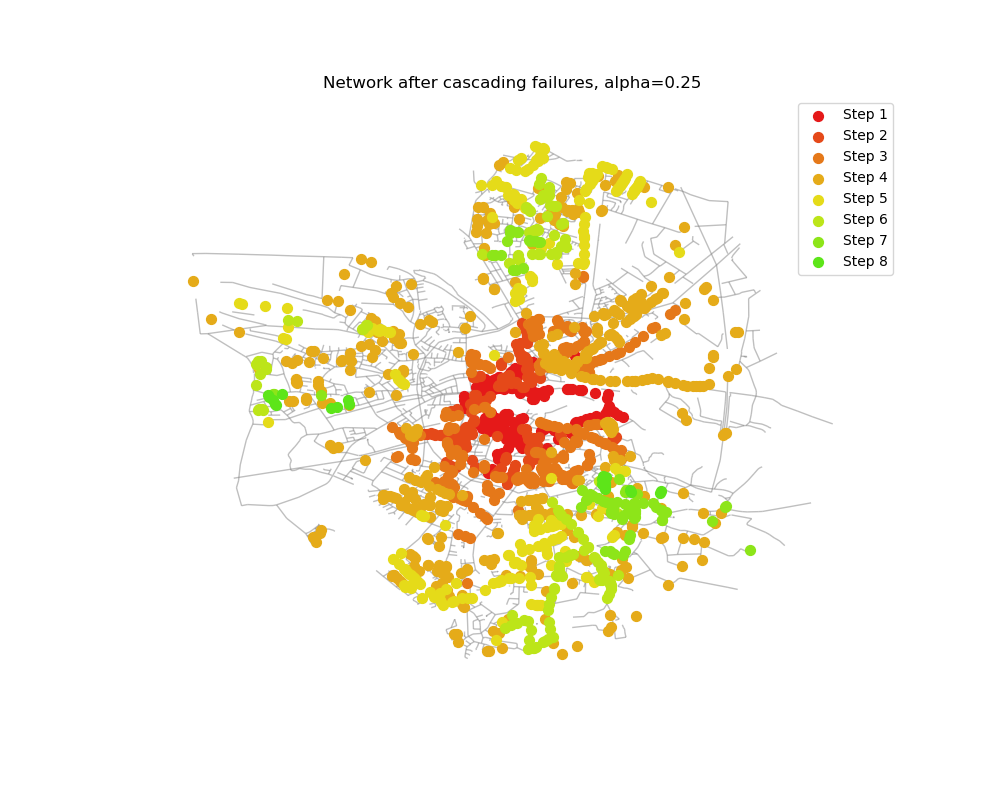 Network after cascading failures, alpha=0.25
Step 1
Step 2
Step 3
Step 4
Step 5
Step 6
Step 7
Step 8